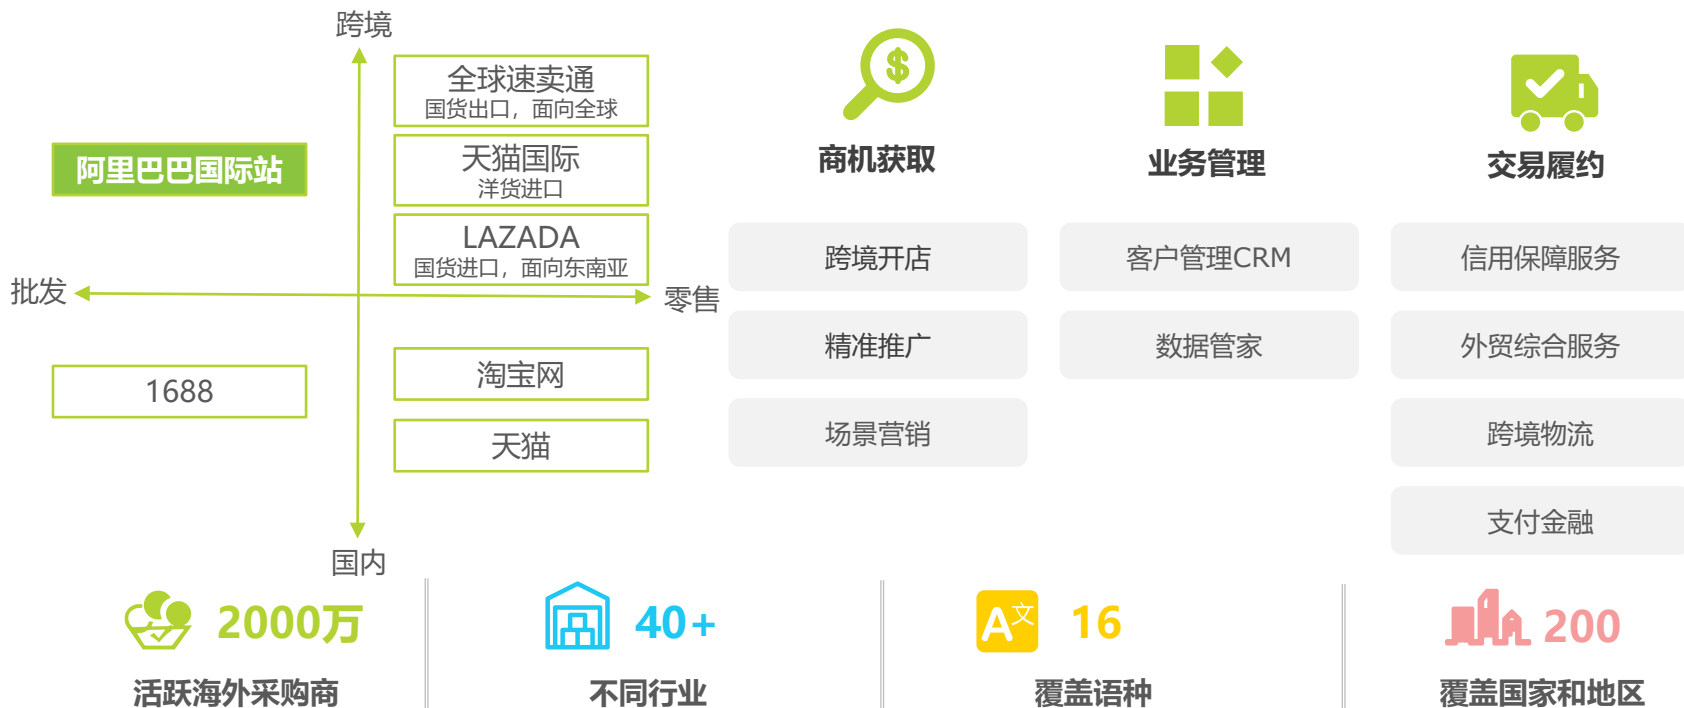 跨境
全球速卖通
国货出口，面向全球
天猫国际
洋货进口
LAZADA
国货进口，面向东南亚
阿里巴巴国际站
批发
零售
1688
淘宝网
天猫
国内
$
商机获取
跨境开店
精准推广
场景营销
业务管理
客户管理CRM
数据管家
交易履约
信用保障服务
外贸综合服务
跨境物流
支付金融
2000万
活跃海外采购商
40+
不同行业
A文
16
覆盖语种
200
覆盖国家和地区